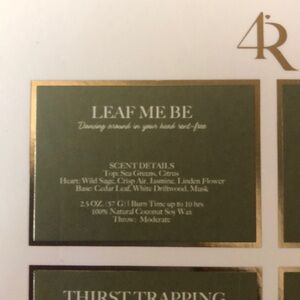 4R
LEAF ME BE
Dancing around in your head rent-free
SCENT DETAILS
Top: Sea Greens, Citrus
Heart: Wild Sage, Crisp Air, Jasmine, Linden Flower
Base: Cedar Leaf, White Driftwood, Musk
2.5 OZ. (57 G) | Burn Time up to 10 hrs
100% Natural Coconut Soy Wax
Throw: Moderate
THIRST TRAPPING